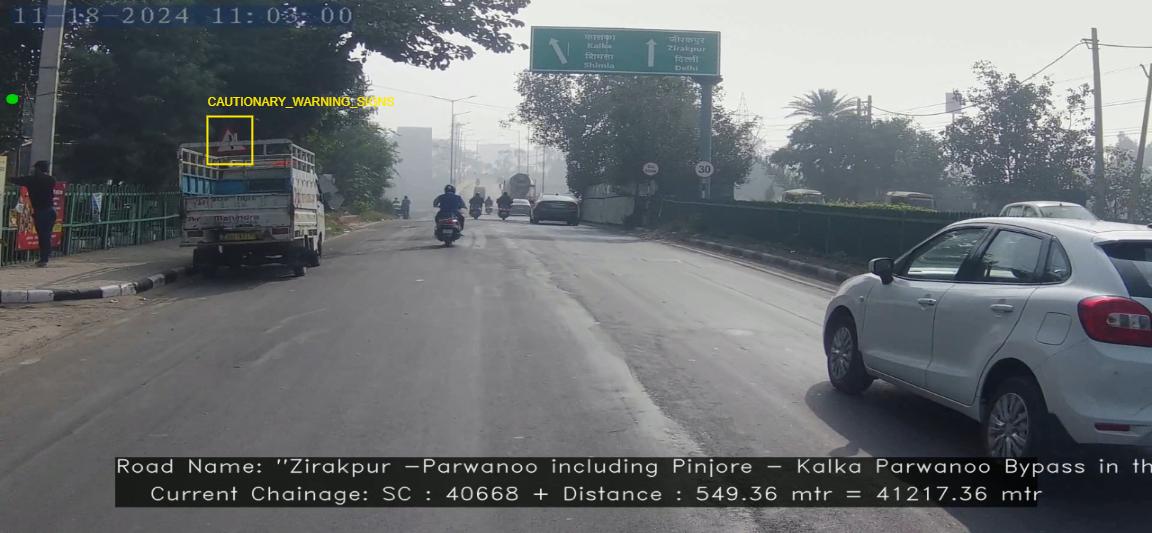 11-18-2024 11:03:00
CAUTIONARY_WARNING_SIGNS
कालका
Kalka
शिमला
Shimla
जीरकपुर
Zirakpur
दिल्ली
Delhi
30
mahindra
Road Name: "Zirakpur -Parwanoo including Pinjore - Kalka Parwanoo Bypass in th
Current Chainage: SC : 40668 + Distance : 549.36 mtr = 41217.36 mtr